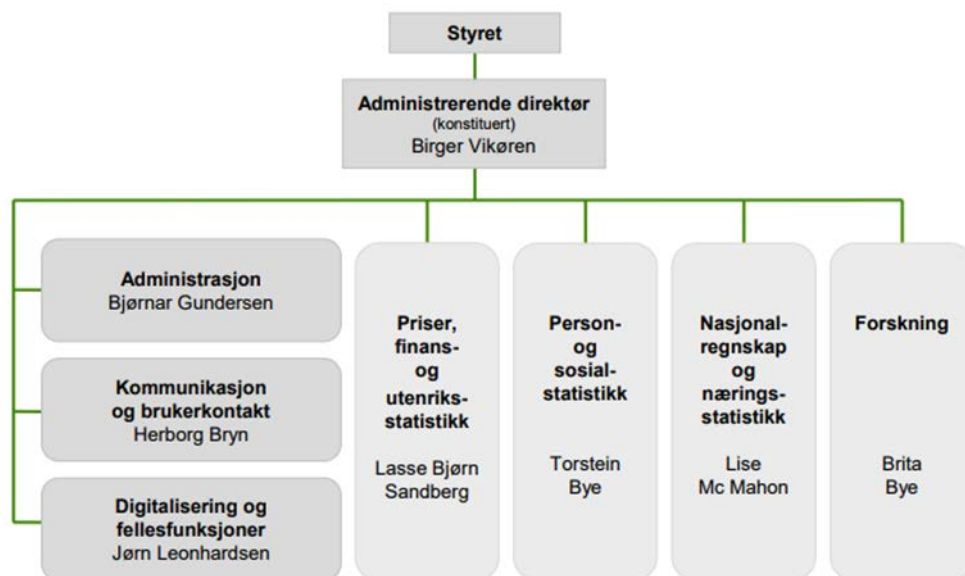 Styret
Administrerende direktør
(konstituert)
Birger Vikøren
Administrasjon
Bjørnar Gundersen
Kommunikasjon
og brukerkontakt
Herborg Bryn
Digitalisering og
fellesfunksjoner
Jørn Leonhardsen
Priser,
finans-
og
utenriks-
statistikk
Lasse Bjørn
Sandberg
Person-
og
sosial-
statistikk
Torstein
Bye
Nasjonal-
regnskap
og
nærings-
statistikk
Lise
Mc Mahon
Forskning
Brita
Bye